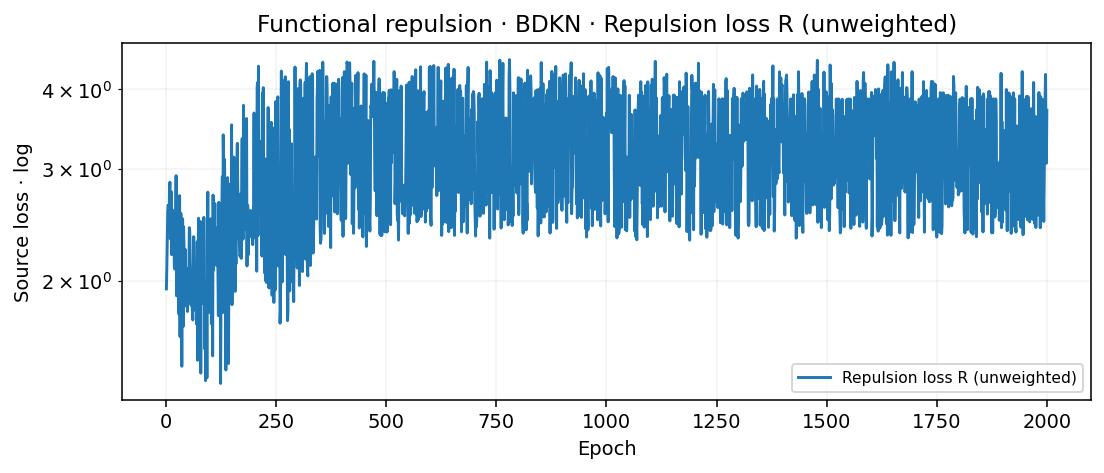 Functional repulsion · BDKN · Repulsion loss R (unweighted)
Source loss · log
4 × 10⁰
3 × 10⁰
2 × 10⁰
Repulsion loss R (unweighted)
0 250 500 750 1000 1250 1500 1750 2000
Epoch